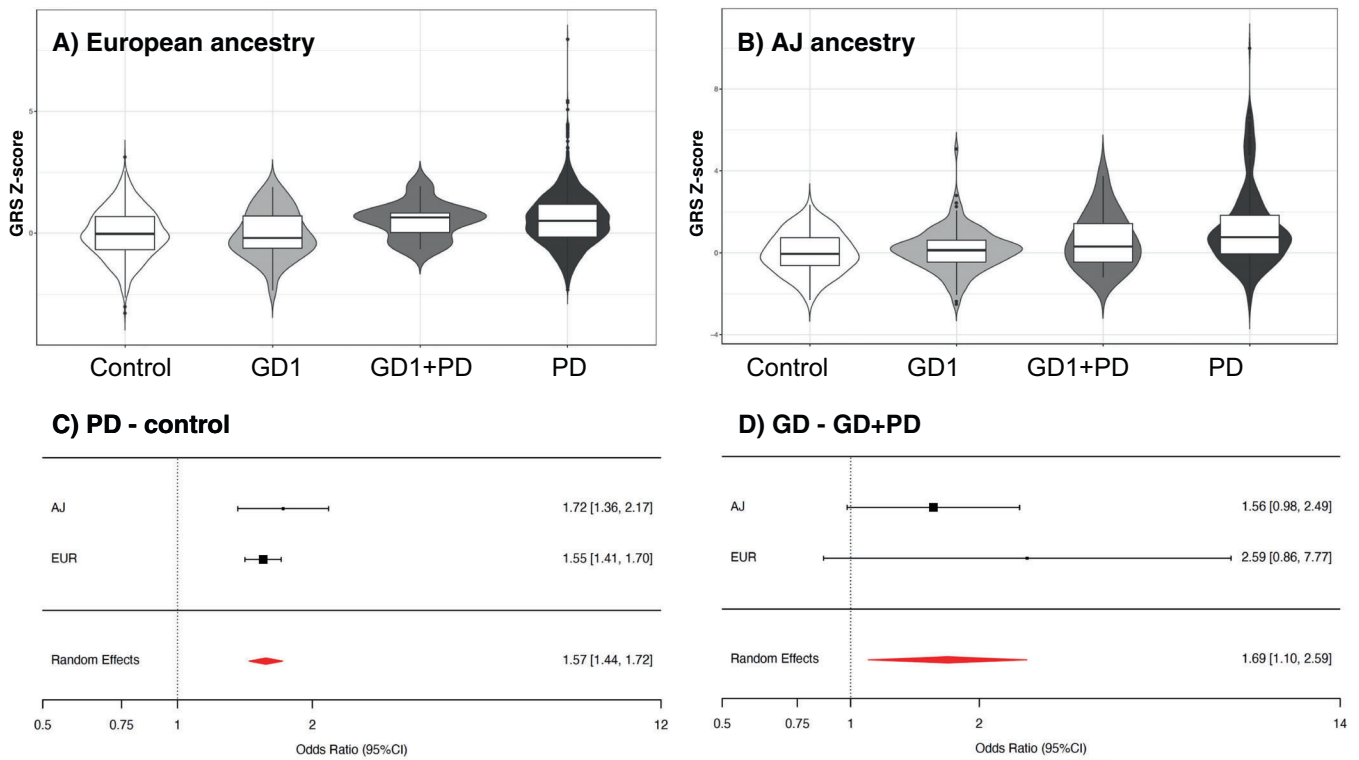 A) European ancestry
GRS Z-score
5
0
Control GD1 GD1+PD PD
B) AJ ancestry
GRS Z-score
8
4
0
−4
Control GD1 GD1+PD PD
C) PD - control
AJ 1.72 [1.36, 2.17]
EUR 1.55 [1.41, 1.70]
Random Effects 1.57 [1.44, 1.72]
0.5 0.75 1 2 12
Odds Ratio (95%CI)
D) GD - GD+PD
AJ 1.56 [0.98, 2.49]
EUR 2.59 [0.86, 7.77]
Random Effects 1.69 [1.10, 2.59]
0.5 0.75 1 2 14
Odds Ratio (95%CI)